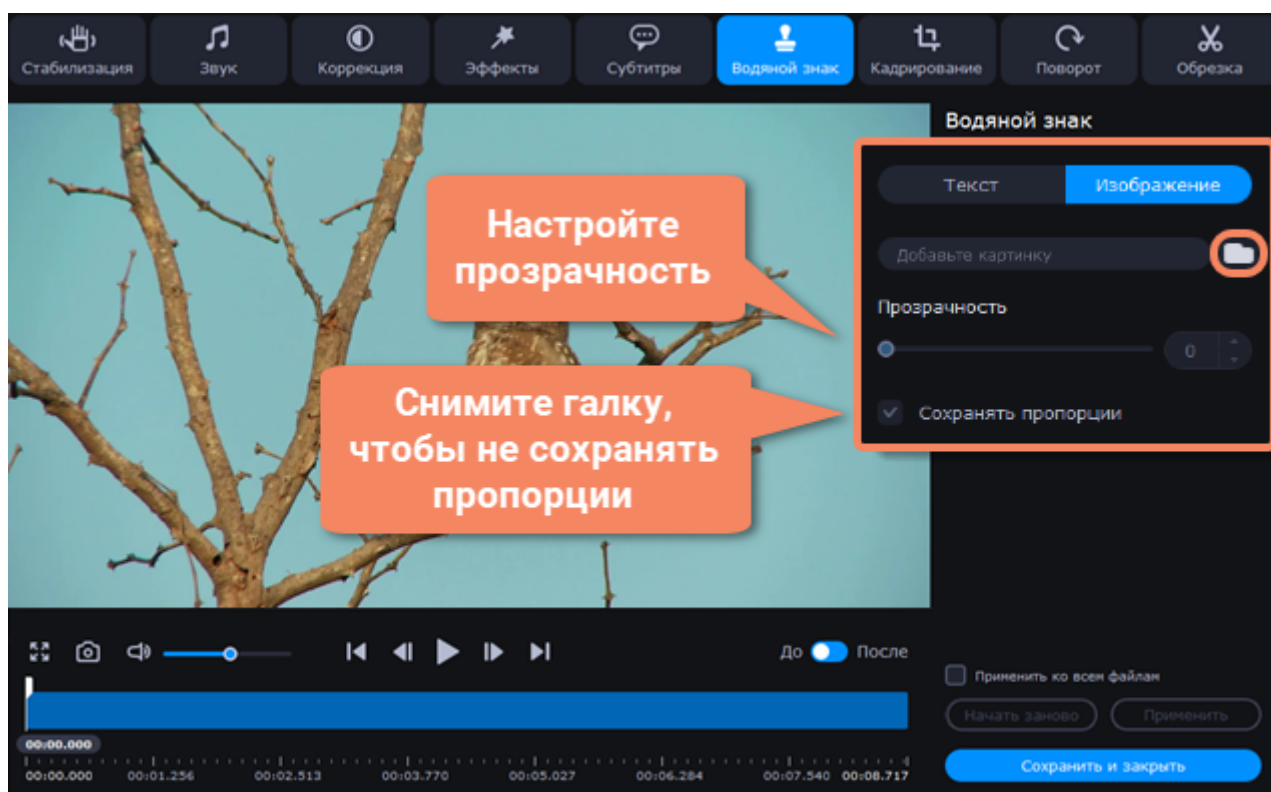 Стабилизация
Звук
Коррекция
Эффекты
Субтитры
Водяной знак
Кадрирование
Поворот
Обрезка
Водяной знак
Текст
Изображение
Добавьте картинку
Прозрачность
0
Сохранять пропорции
Настройте
прозрачность
Снимите галку,
чтобы не сохранять
пропорции
До
После
Применить ко всем файлам
Начать заново
Применить
Сохранить и закрыть
00:00.000
00:00.000 00:01.256 00:02.513 00:03.770 00:05.027 00:06.284 00:07.540 00:08.717